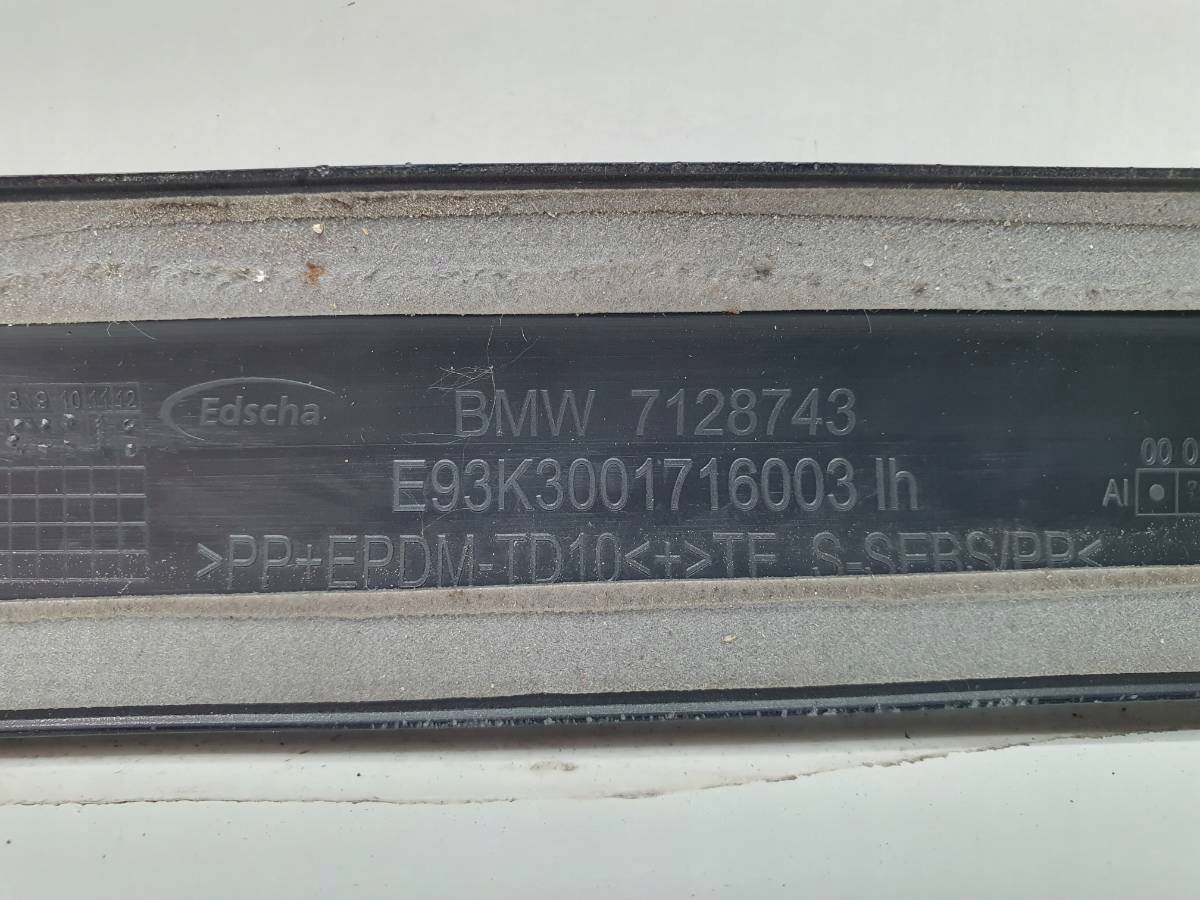 8 9 10 11 12
Edscha
BMW 7128743
E93K3001716003 lh
>PP+EPDM-TD10<+>TE S-SEBS/PP<
00
AI